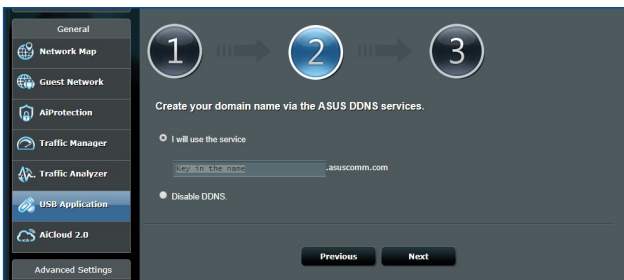 General
Network Map
Guest Network
AiProtection
Traffic Manager
Traffic Analyzer
USB Application
AiCloud 2.0
Advanced Settings
1 2 3
Create your domain name via the ASUS DDNS services.
I will use the service
Key in the name .asuscomm.com
Disable DDNS.
Previous Next